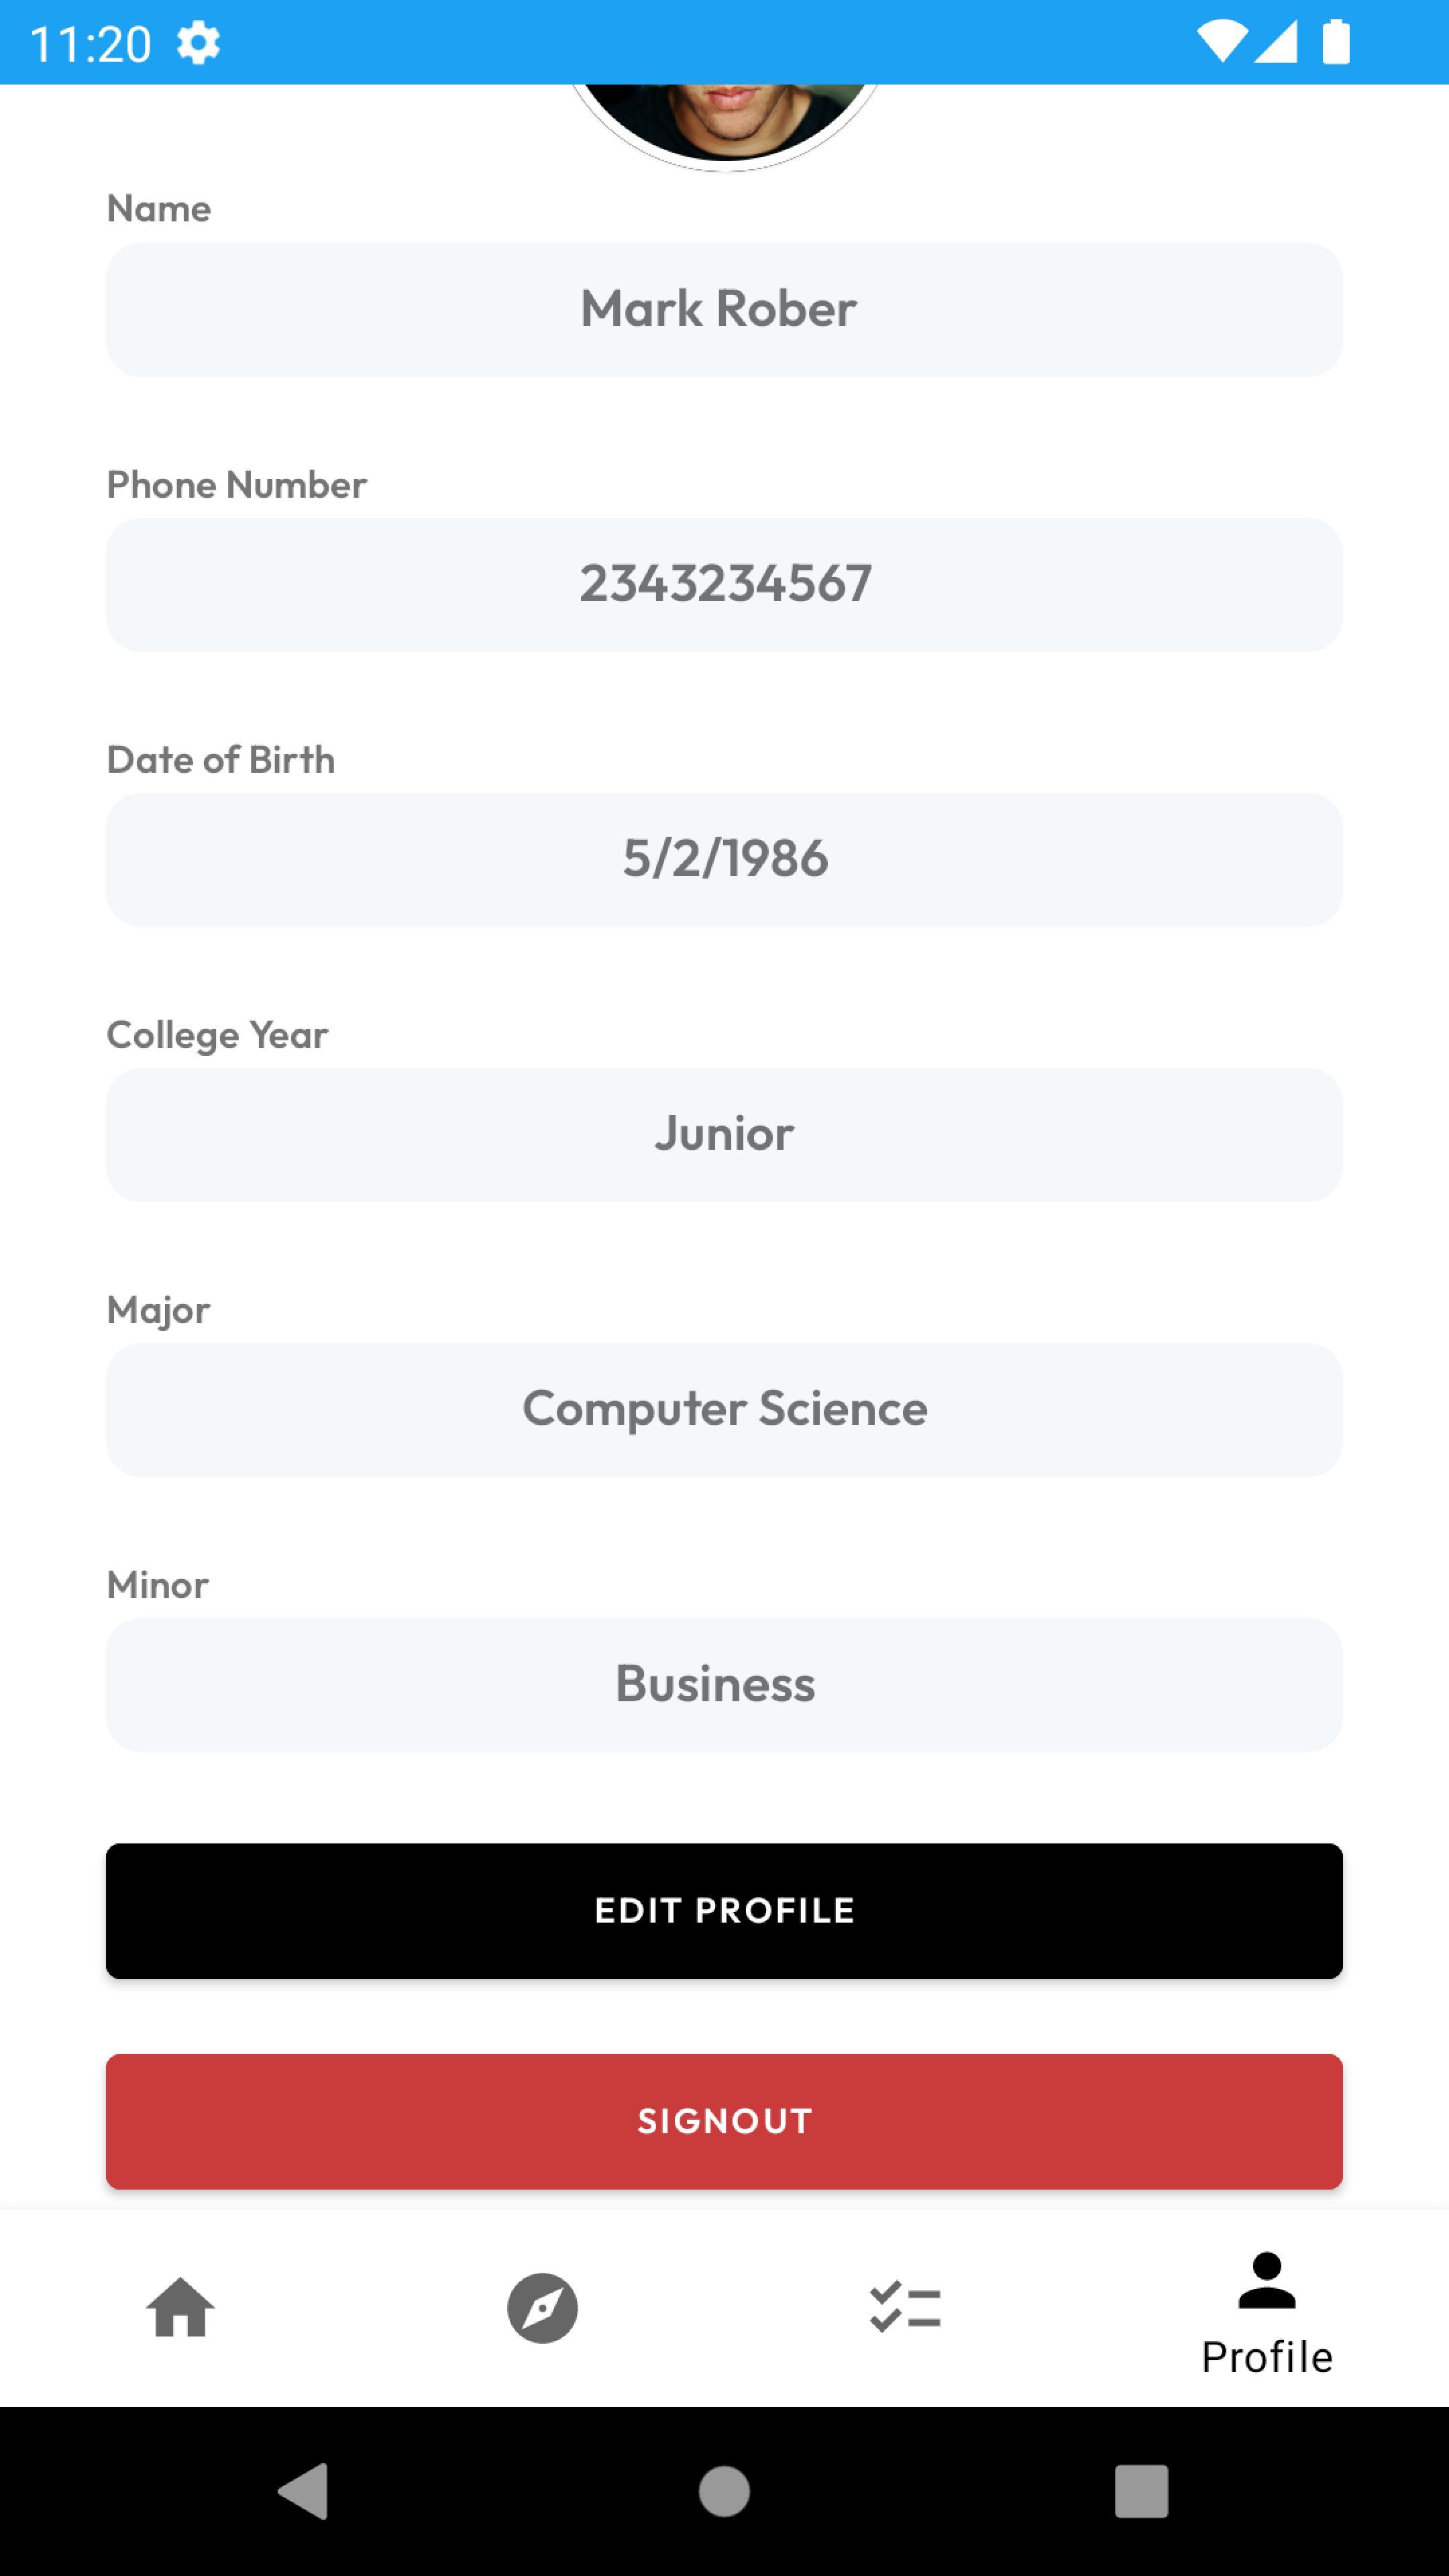 11:20
Name
Mark Rober
Phone Number
2343234567
Date of Birth
5/2/1986
College Year
Junior
Major
Computer Science
Minor
Business
EDIT PROFILE
SIGNOUT
Profile